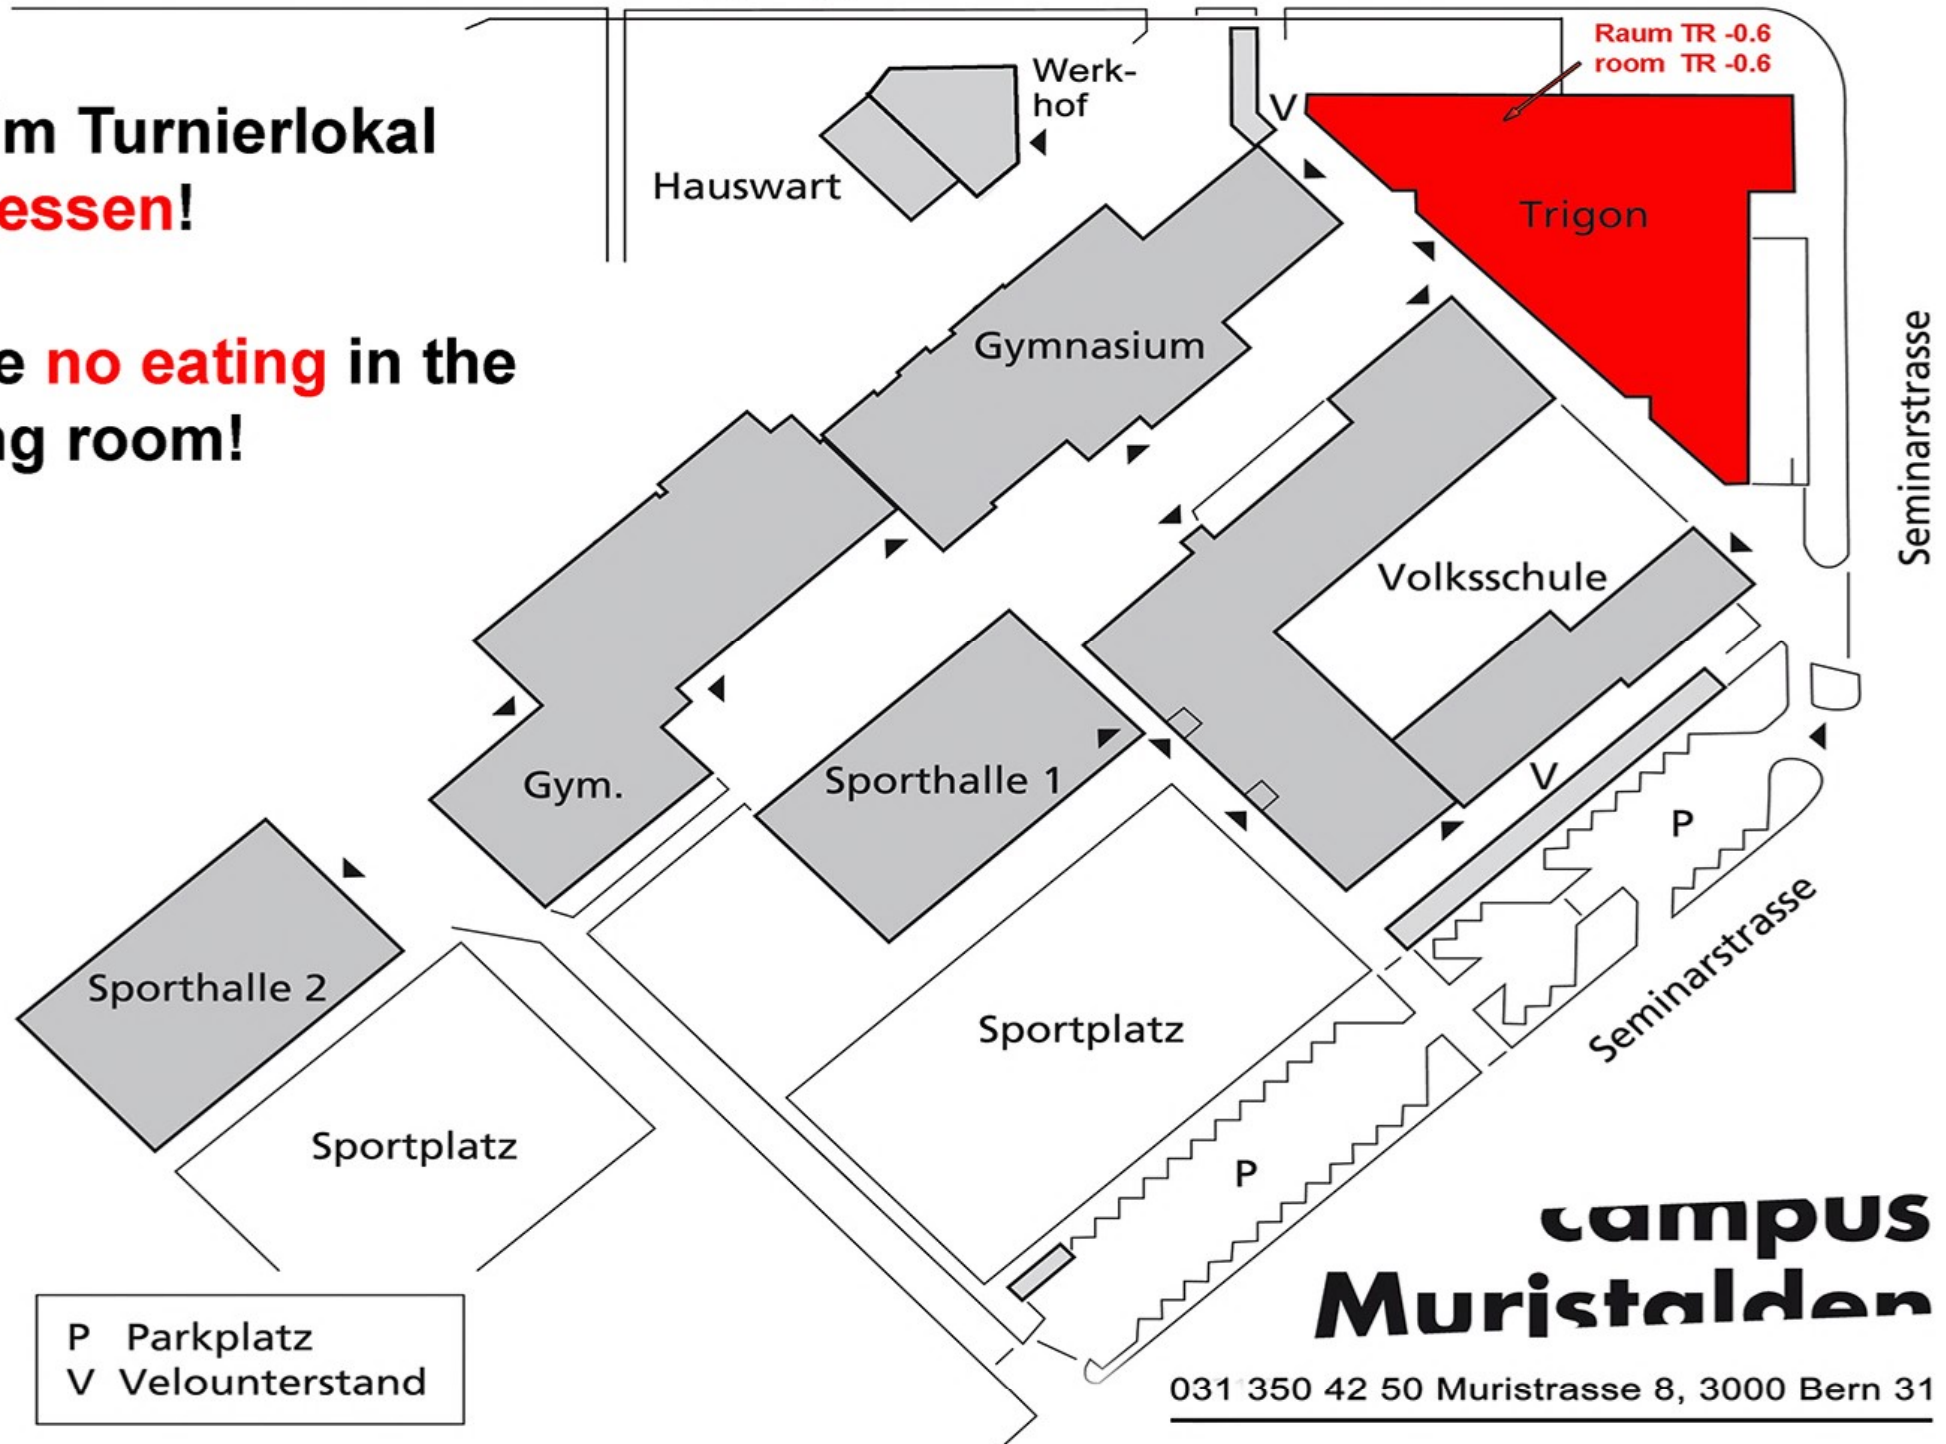 m Turnierlokal
essen!
e no eating in the
g room!
Raum TR -0.6
room TR -0.6
Werk-
hof
V
Hauswart
Trigon
Gymnasium
Seminarstrasse
Volksschule
Gym.
Sporthalle 1
V
P
Sporthalle 2
Sportplatz
Seminarstrasse
Sportplatz
P
campus
Muristalden
P Parkplatz
V Velounterstand
031 350 42 50 Muristrasse 8, 3000 Bern 31